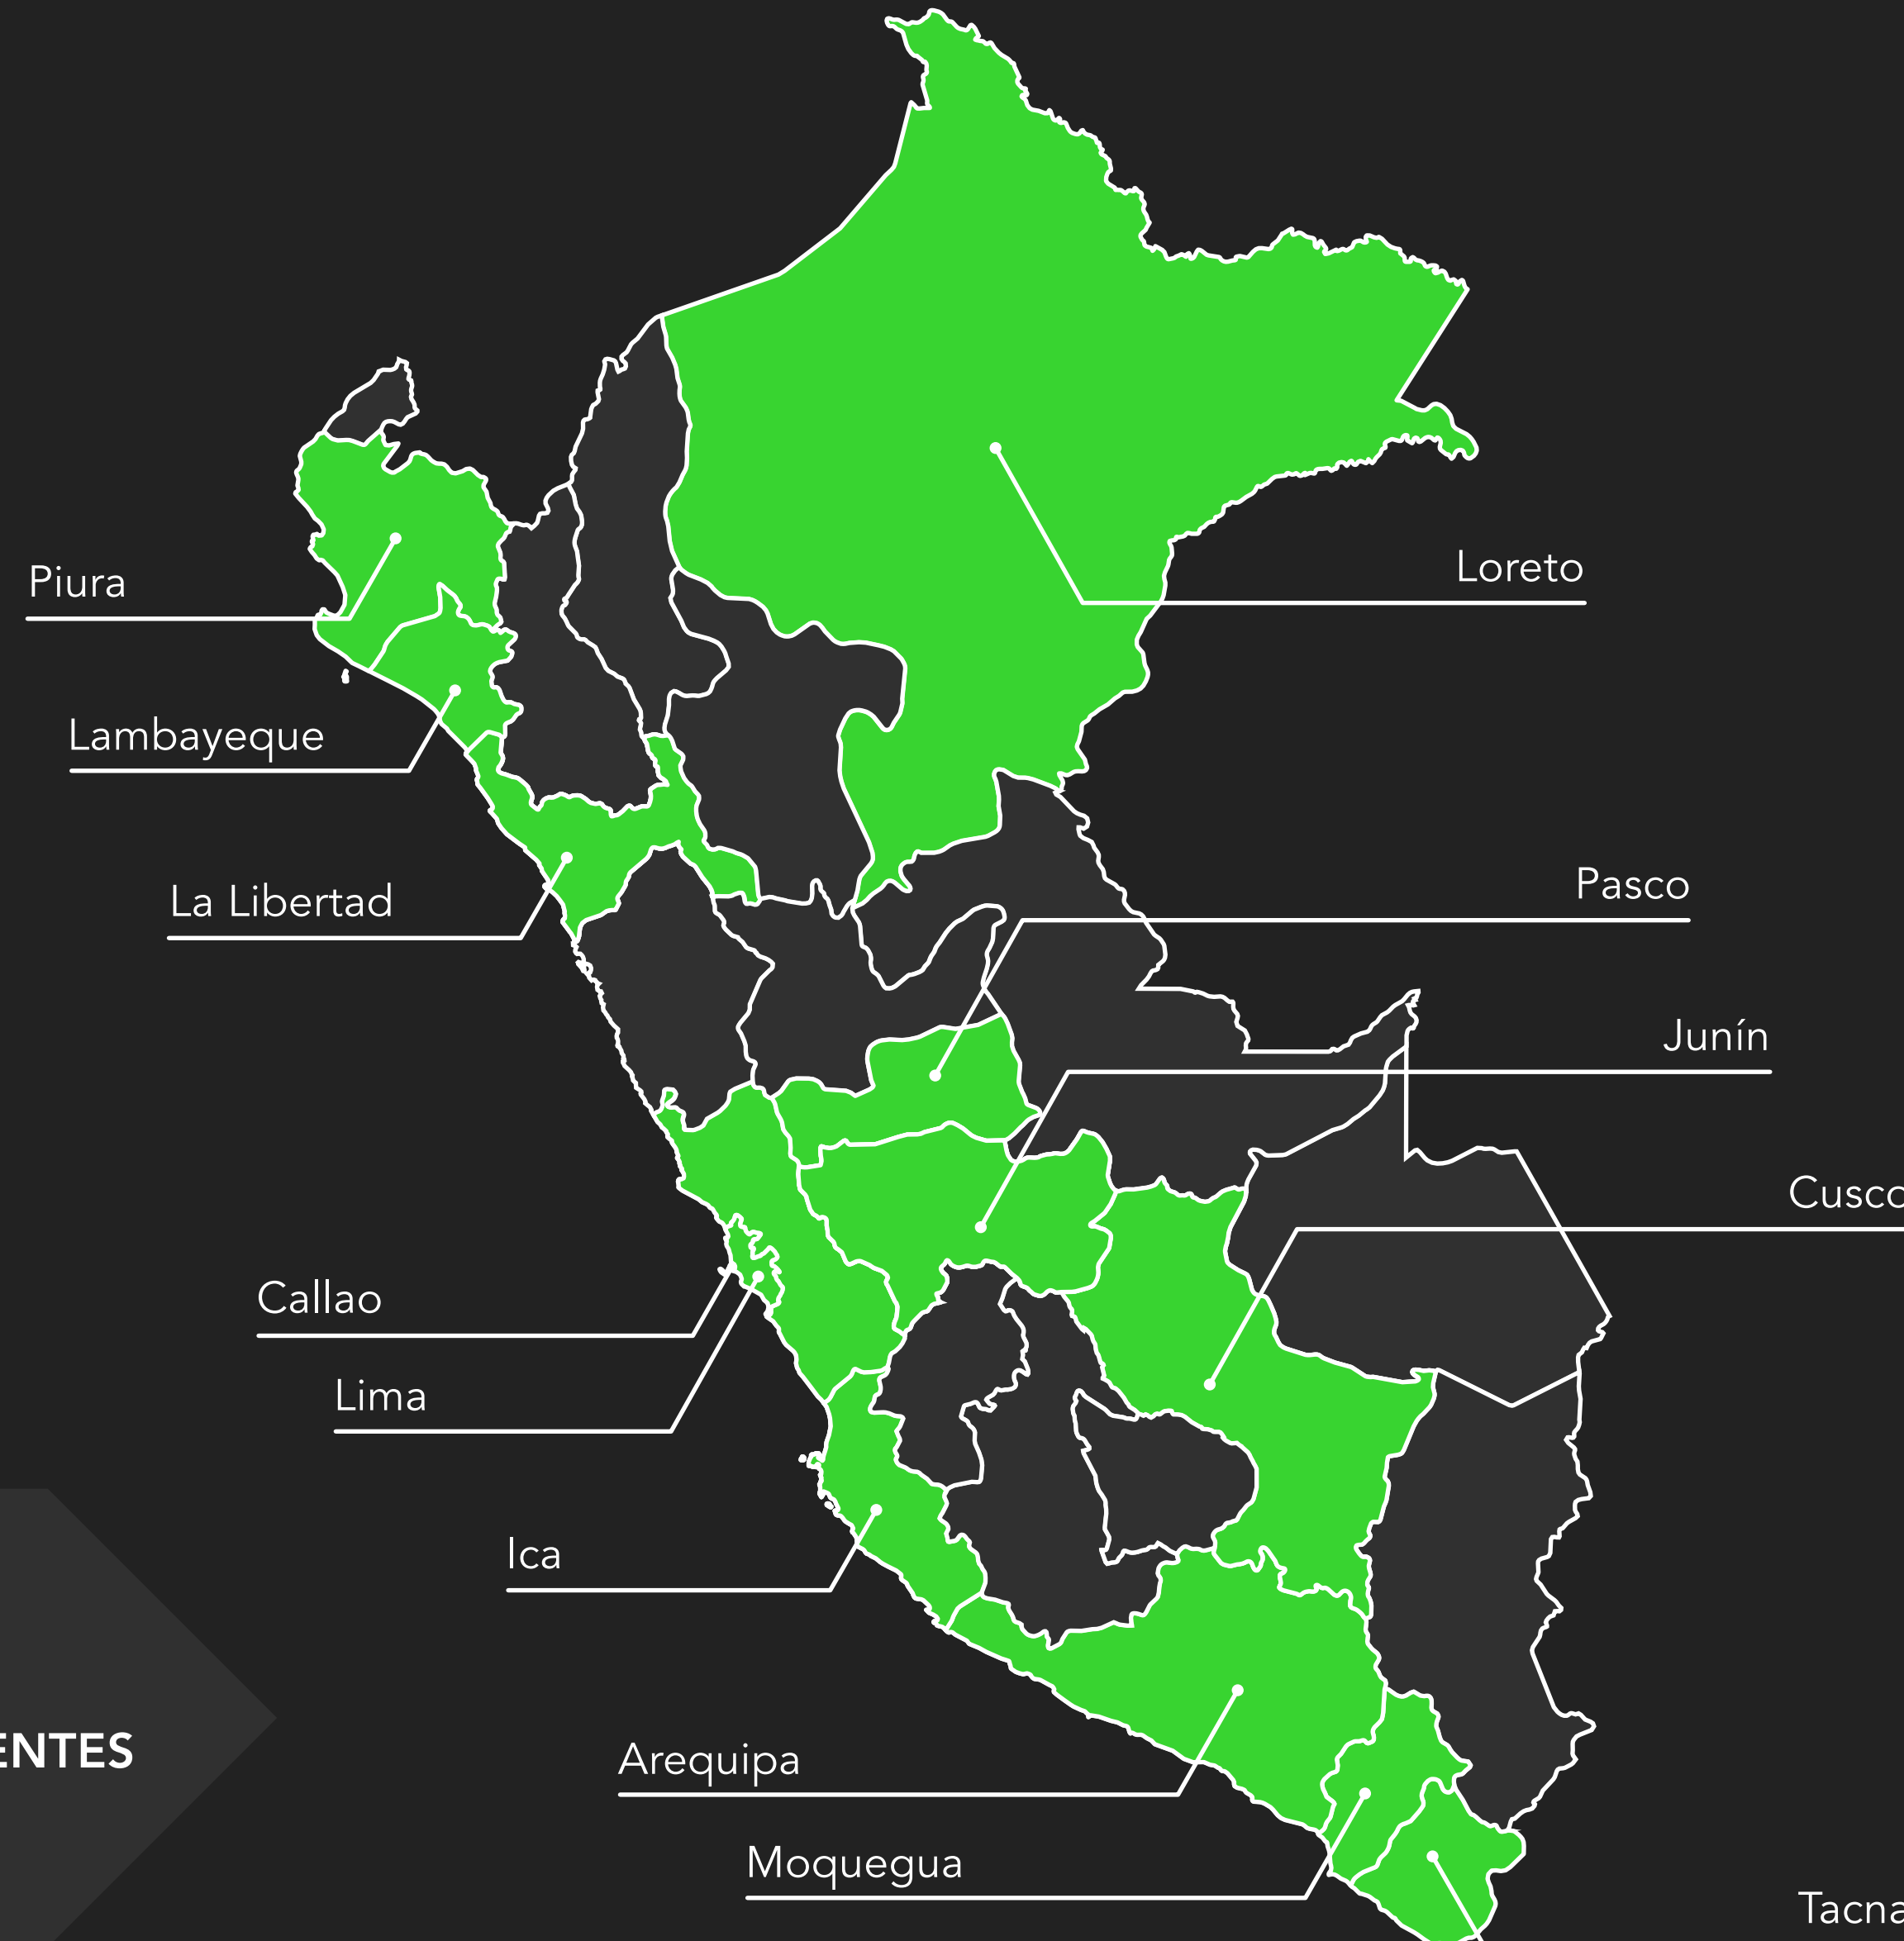 Loreto
Piura
Lambayeque
Pasco
La Libertad
Junín
Cusco
Callao
Lima
Ica
ENTES
Arequipa
Moquegua
Tacna